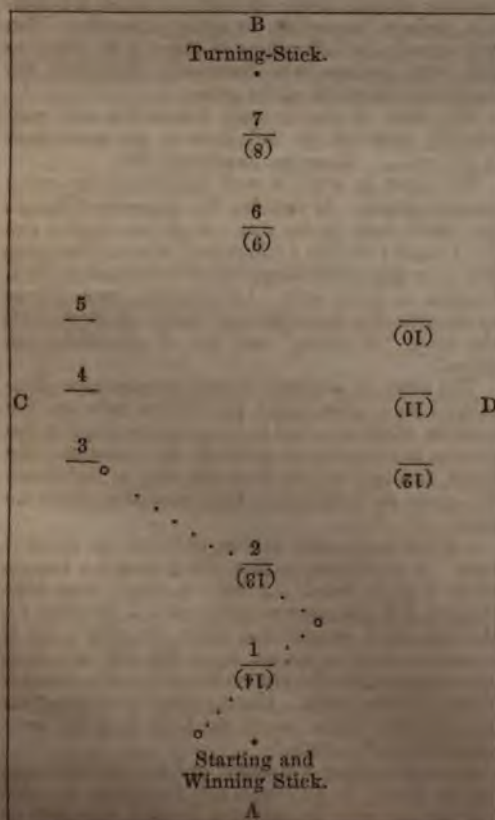 B
Turning-Stick.
7
(8)
6
(9)
5
(10)
4
C
(11)
D
3
(12)
2
(13)
1
(14)
Starting and
Winning Stick.
A